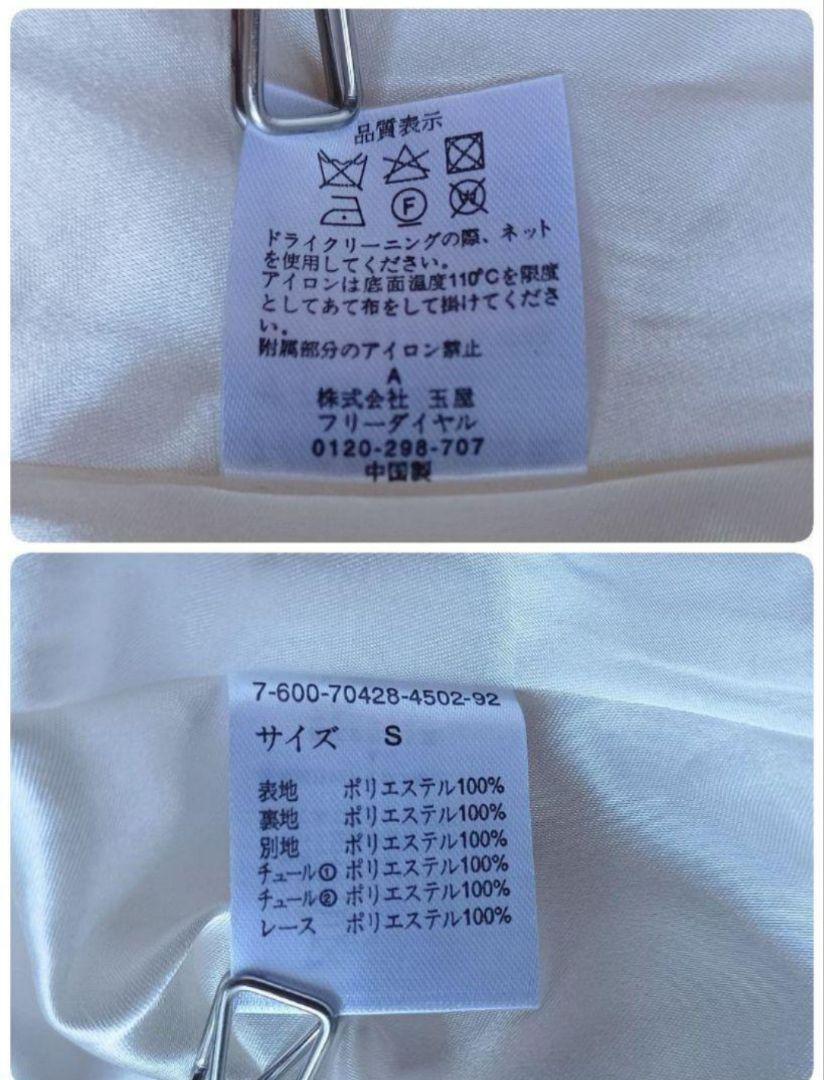 品質表示
F
W
ドライクリーニングの際、ネット
を使用してください。
アイロンは底面温度110℃を限度
としてあて布をして掛けてくださ
い。
附属部分のアイロン禁止
A
株式会社 玉屋
フリーダイヤル
0120-298-707
中国製
7-600-70428-4502-92
サイズ S
表地 ポリエステル100%
裏地 ポリエステル100%
別地 ポリエステル100%
チュール① ポリエステル100%
チュール② ポリエステル100%
レース ポリエステル100%